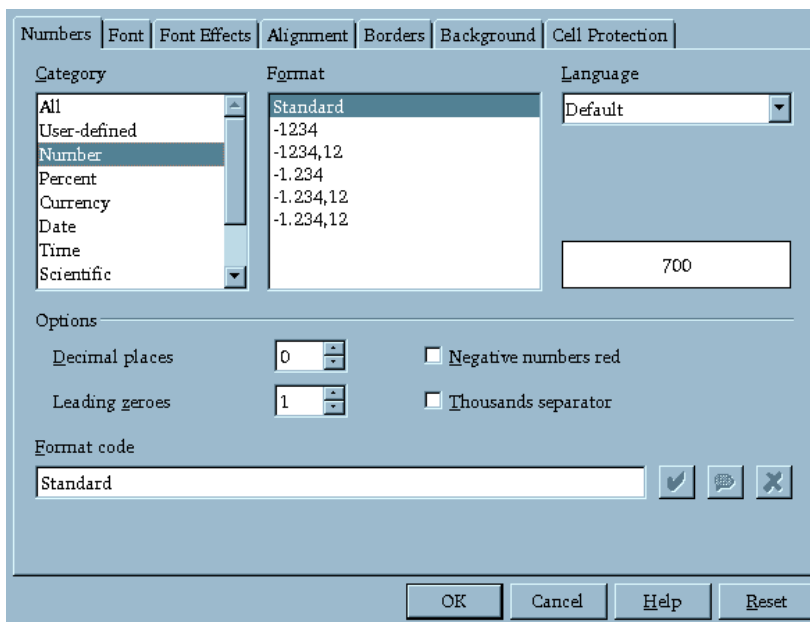 Numbers Font Font Effects Alignment Borders Background Cell Protection
Category Format Language
All
User-defined
Number
Percent
Currency
Date
Time
Scientific
Standard
-1234
-1234,12
-1.234
-1.234,12
-1.234,12
Default
700
Options
Decimal places 0 Negative numbers red
Leading zeroes 1 Thousands separator
Format code
Standard
OK Cancel Help Reset